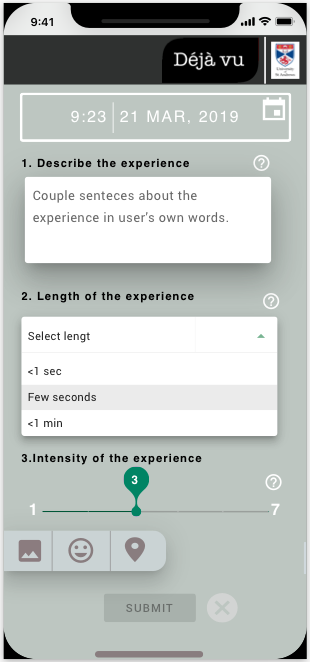 9:41
Déjà vu
9:23 21 MAR, 2019
1. Describe the experience
Couple senteces about the
experience in user's own words.
2. Length of the experience
Select lengt
<1 sec
Few seconds
<1 min
3.Intensity of the experience
3
1 7
SUBMIT